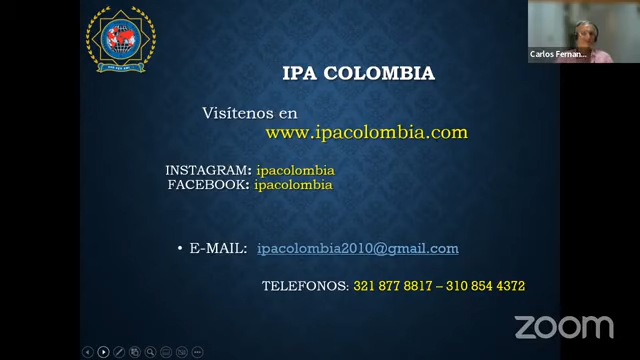 IPA COLOMBIA
Carlos Fernan...
Visítenos en
www.ipacolombia.com
INSTAGRAM: ipacolombia
FACEBOOK: ipacolombia
• E-MAIL: ipacolombia2010@gmail.com
TELEFONOS: 321 877 8817 – 310 854 4372
zoom